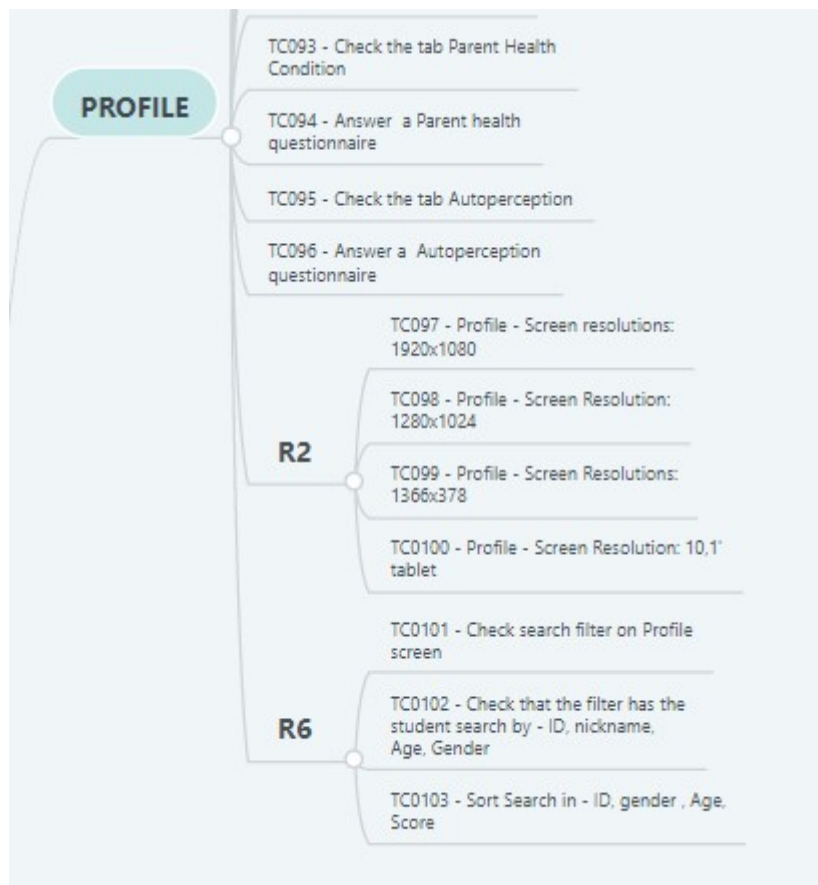 PROFILE
TC093 - Check the tab Parent Health
Condition
TC094 - Answer  a Parent health
questionnaire
TC095 - Check the tab Autoperception
TC096 - Answer a  Autoperception
questionnaire
R2
TC097 - Profile - Screen resolutions:
1920x1080
TC098 - Profile - Screen Resolution:
1280x1024
TC099 - Profile - Screen Resolutions:
1366x378
TC0100 - Profile - Screen Resolution: 10,1'
tablet
R6
TC0101 - Check search filter on Profile
screen
TC0102 - Check that the filter has the
student search by - ID, nickname,
Age, Gender
TC0103 - Sort Search in - ID, gender , Age,
Score